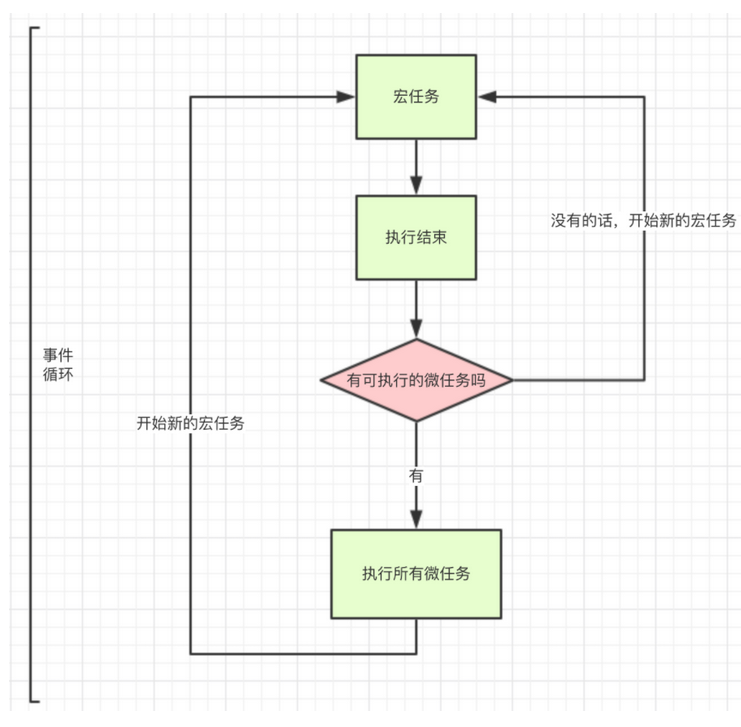 宏任务
执行结束
没有的话，开始新的宏任务
事件
循环
有可执行的微任务吗
开始新的宏任务
有
执行所有微任务